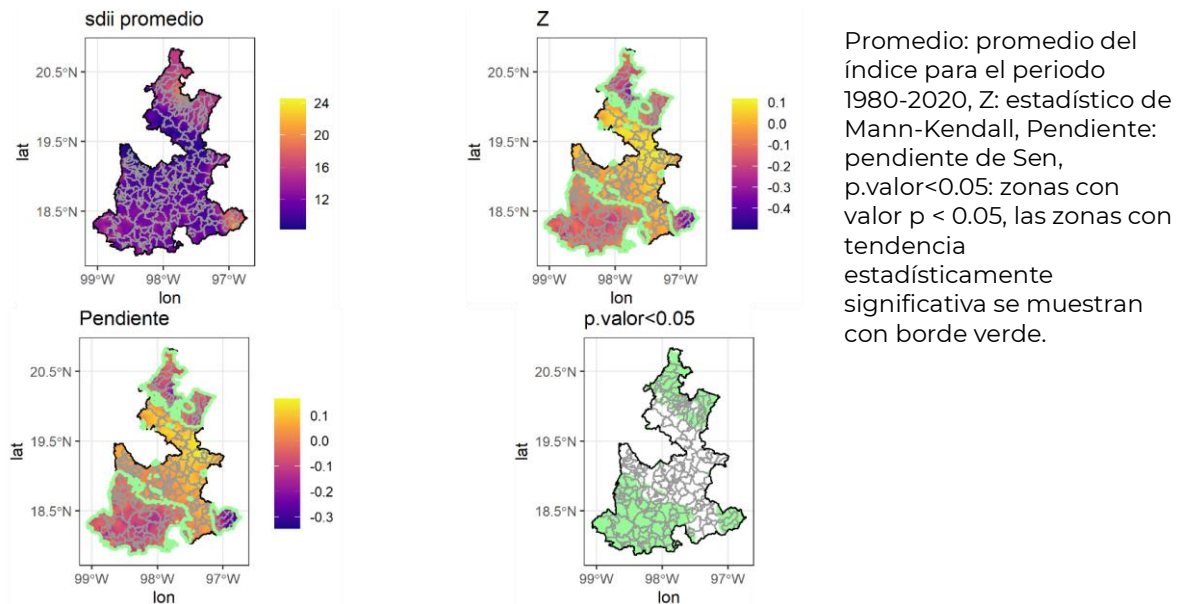 sdii promedio
20.5°N
19.5°N
18.5°N
lat
99°W 98°W 97°W
lon
24
20
16
12
Z
20.5°N
19.5°N
18.5°N
lat
99°W 98°W 97°W
lon
0.1
0.0
-0.1
-0.2
-0.3
-0.4
Promedio: promedio del
índice para el periodo
1980-2020, Z: estadístico de
Mann-Kendall, Pendiente:
pendiente de Sen,
p.valor<0.05: zonas con
valor p < 0.05, las zonas con
tendencia
estadísticamente
significativa se muestran
con borde verde.
Pendiente
20.5°N
19.5°N
18.5°N
lat
99°W 98°W 97°W
lon
0.1
0.0
-0.1
-0.2
-0.3
p.valor<0.05
20.5°N
19.5°N
18.5°N
lat
99°W 98°W 97°W
lon